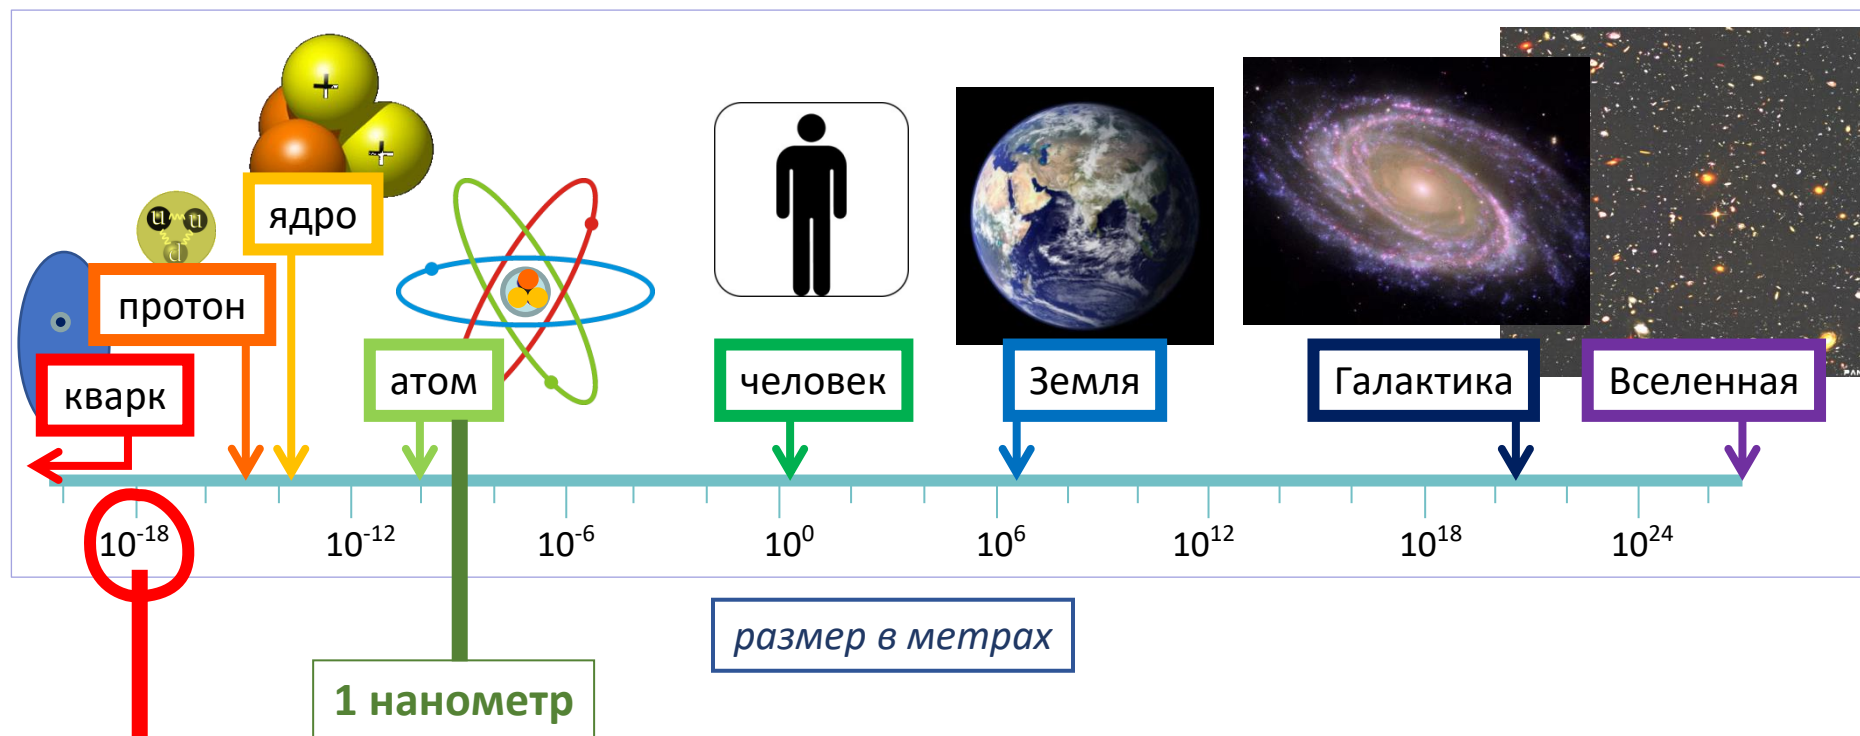 ядро
u u
d
протон
кварк
атом
человек
Земля
Галактика
Вселенная
10⁻¹⁸ 10⁻¹² 10⁻⁶ 10⁰ 10⁶ 10¹² 10¹⁸ 10²⁴
размер в метрах
1 нанометр